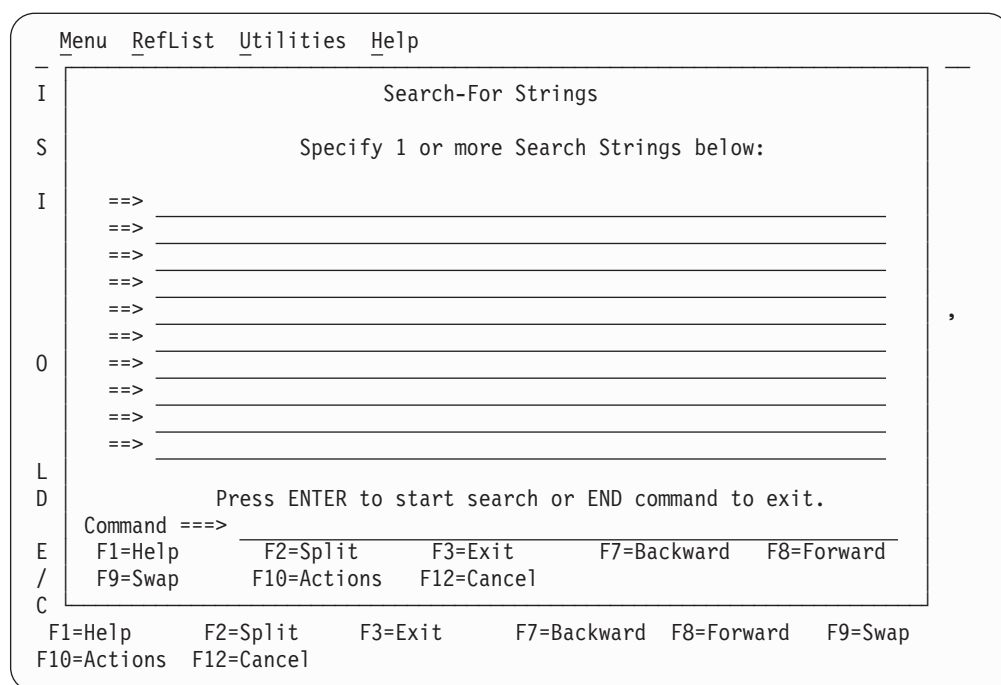 Menu RefList Utilities Help
I Search-For Strings
S Specify 1 or more Search Strings below:
I ==>
==>
==>
==>
==> ,
==>
O ==>
==>
==>
==>
L
D Press ENTER to start search or END command to exit.
Command ===>
E F1=Help F2=Split F3=Exit F7=Backward F8=Forward
/ F9=Swap F10=Actions F12=Cancel
C
F1=Help F2=Split F3=Exit F7=Backward F8=Forward F9=Swap
F10=Actions F12=Cancel